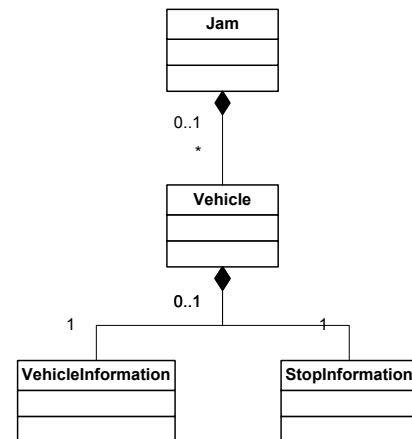 Jam
0..1
*
Vehicle
0..1
1
1
VehicleInformation
StopInformation